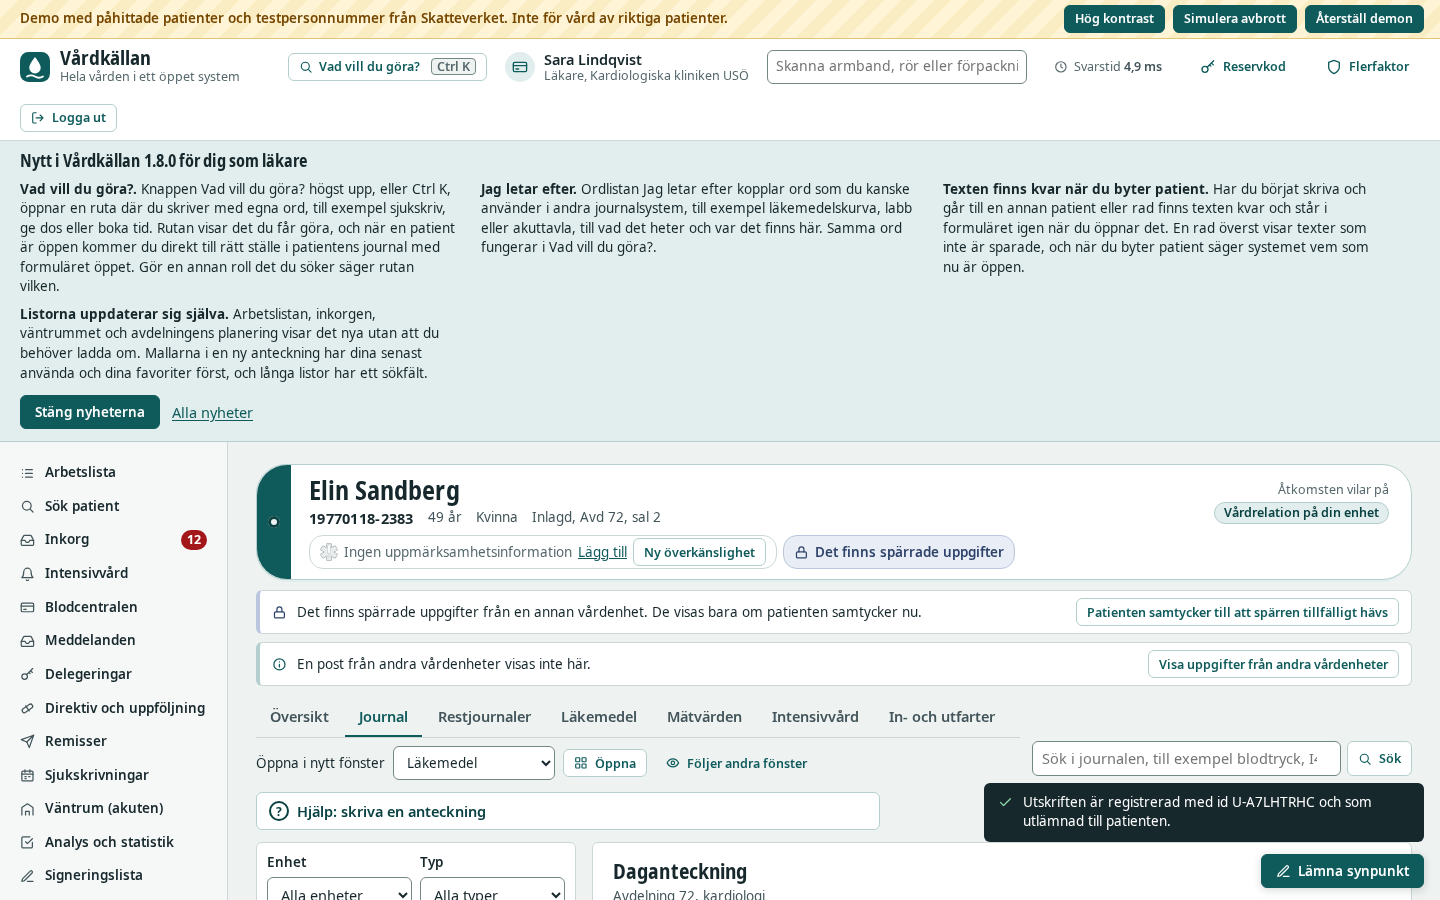 Demo med påhittade patienter och testpersonnummer från Skatteverket. Inte för vård av riktiga patienter.
Hög kontrast
Simulera avbrott
Återställ demon
Vårdkällan
Hela vården i ett öppet system
Vad vill du göra? Ctrl K
Sara Lindqvist
Läkare, Kardiologiska kliniken USÖ
Skanna armband, rör eller förpackni
Svarstid 4,9 ms
Reservkod
Flerfaktor
Logga ut
Nytt i Vårdkällan 1.8.0 för dig som läkare
Vad vill du göra?. Knappen Vad vill du göra? högst upp, eller Ctrl K,
öppnar en ruta där du skriver med egna ord, till exempel sjukskriv,
ge dos eller boka tid. Rutan visar det du får göra, och när en patient
är öppen kommer du direkt till rätt ställe i patientens journal med
formuläret öppet. Gör en annan roll det du söker säger rutan
vilken.
Jag letar efter. Ordlistan Jag letar efter kopplar ord som du kanske
använder i andra journalsystem, till exempel läkemedelskurva, labb
eller akuttavla, till vad det heter och var det finns här. Samma ord
fungerar i Vad vill du göra?.
Texten finns kvar när du byter patient. Har du börjat skriva och
går till en annan patient eller rad finns texten kvar och står i
formuläret igen när du öppnar det. En rad överst visar texter som
inte är sparade, och när du byter patient säger systemet vem som
nu är öppen.
Listorna uppdaterar sig själva. Arbetslistan, inkorgen,
väntrummet och avdelningens planering visar det nya utan att du
behöver ladda om. Mallarna i en ny anteckning har dina senast
använda och dina favoriter först, och långa listor har ett sökfält.
Stäng nyheterna
Alla nyheter
Arbetslista
Sök patient
Inkorg 12
Intensivvård
Blodcentralen
Meddelanden
Delegeringar
Direktiv och uppföljning
Remisser
Sjukskrivningar
Väntrum (akuten)
Analys och statistik
Signeringslista
Elin Sandberg
19770118-2383 49 år Kvinna Inlagd, Avd 72, sal 2
Ingen uppmärksamhetsinformation Lägg till Ny överkänslighet
Det finns spärrade uppgifter
Åtkomsten vilar på
Vårdrelation på din enhet
Det finns spärrade uppgifter från en annan vårdenhet. De visas bara om patienten samtycker nu.
Patienten samtycker till att spärren tillfälligt hävs
En post från andra vårdenheter visas inte här.
Visa uppgifter från andra vårdenheter
Översikt
Journal
Restjournaler
Läkemedel
Mätvärden
Intensivvård
In- och utfarter
Öppna i nytt fönster
Läkemedel
Öppna
Följer andra fönster
Sök i journalen, till exempel blodtryck, I
Sök
Hjälp: skriva en anteckning
Utskriften är registrerad med id U-A7LHTRHC och som
utlämnad till patienten.
Enhet
Typ
Alla enheter
Alla typer
Daganteckning
Avdelning 72, kardiologi
Lämna synpunkt